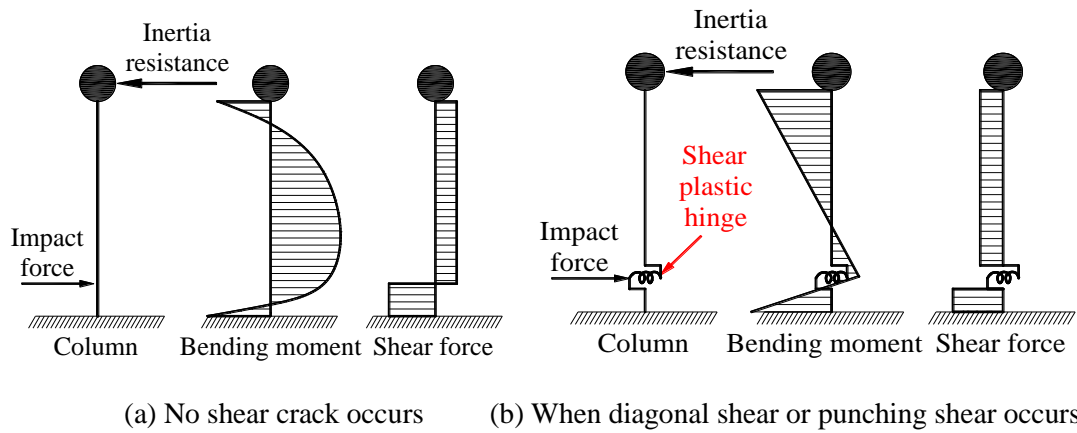 Inertia
resistance
Impact
force
Column
Bending moment
Shear force
(a) No shear crack occurs
Inertia
resistance
Shear
plastic
hinge
Impact
force
Column
Bending moment
Shear force
(b) When diagonal shear or punching shear occurs